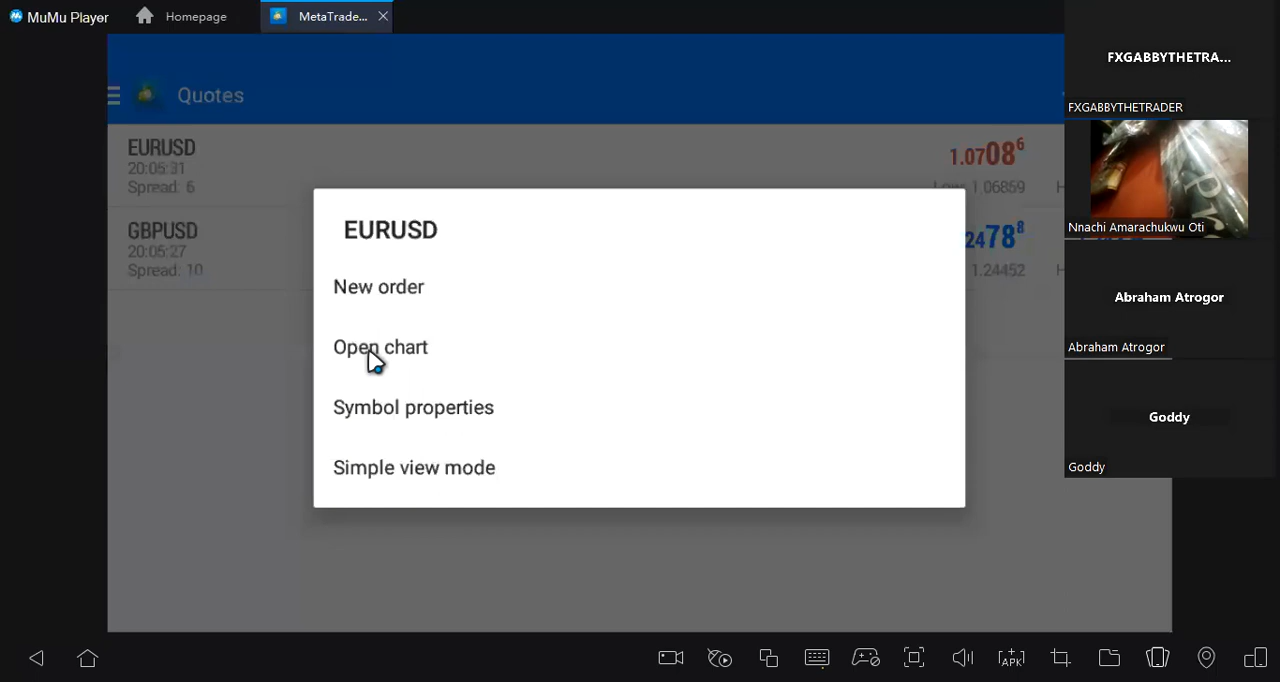 MuMu Player
Homepage
MetaTrade...
Quotes
EURUSD
20:05:31
Spread: 6
1.07086
Low: 1.06859
GBPUSD
20:05:27
Spread: 10
24788
1.24452
EURUSD
New order
Open chart
Symbol properties
Simple view mode
FXGABBYTHETRA...
FXGABBYTHETRADER
Nnachi Amarachukwu Oti
Abraham Atrogor
Abraham Atrogor
Goddy
Goddy
APK